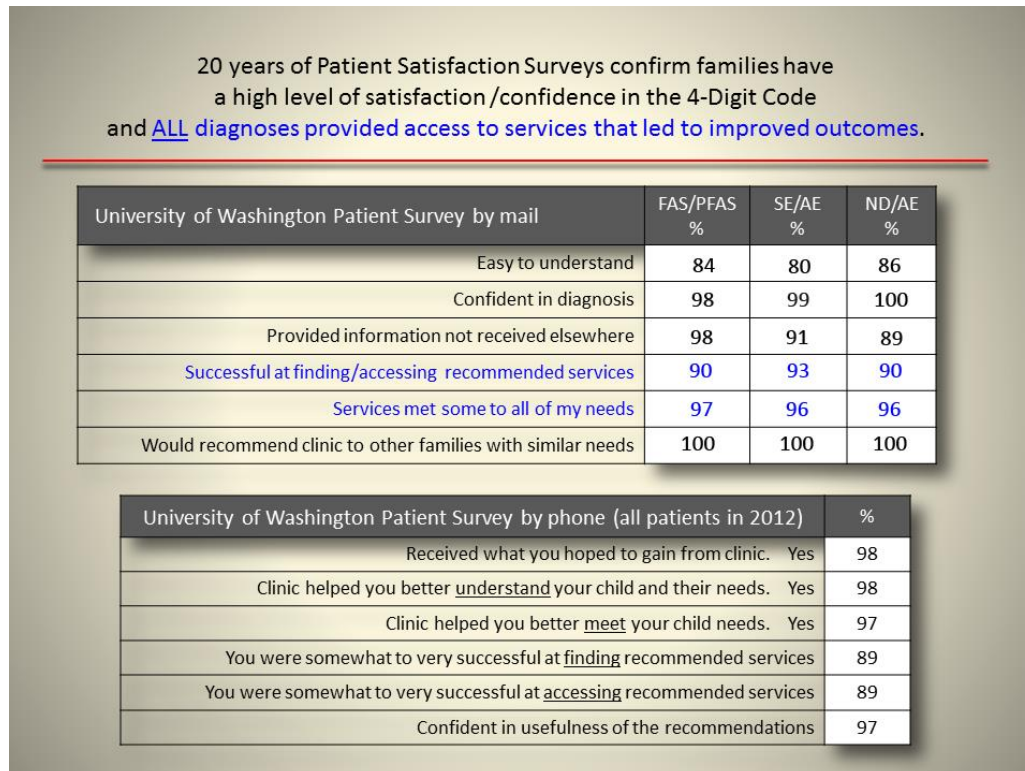 20 years of Patient Satisfaction Surveys confirm families have
a high level of satisfaction/confidence in the 4-Digit Code
and ALL diagnoses provided access to services that led to improved outcomes.
University of Washington Patient Survey by mail FAS/PFAS % SE/AE % ND/AE %
Easy to understand 84 80 86
Confident in diagnosis 98 99 100
Provided information not received elsewhere 98 91 89
Successful at finding/accessing recommended services 90 93 90
Services met some to all of my needs 97 96 96
Would recommend clinic to other families with similar needs 100 100 100
University of Washington Patient Survey by phone (all patients in 2012) %
Received what you hoped to gain from clinic. Yes 98
Clinic helped you better understand your child and their needs. Yes 98
Clinic helped you better meet your child needs. Yes 97
You were somewhat to very successful at finding recommended services 89
You were somewhat to very successful at accessing recommended services 89
Confident in usefulness of the recommendations 97